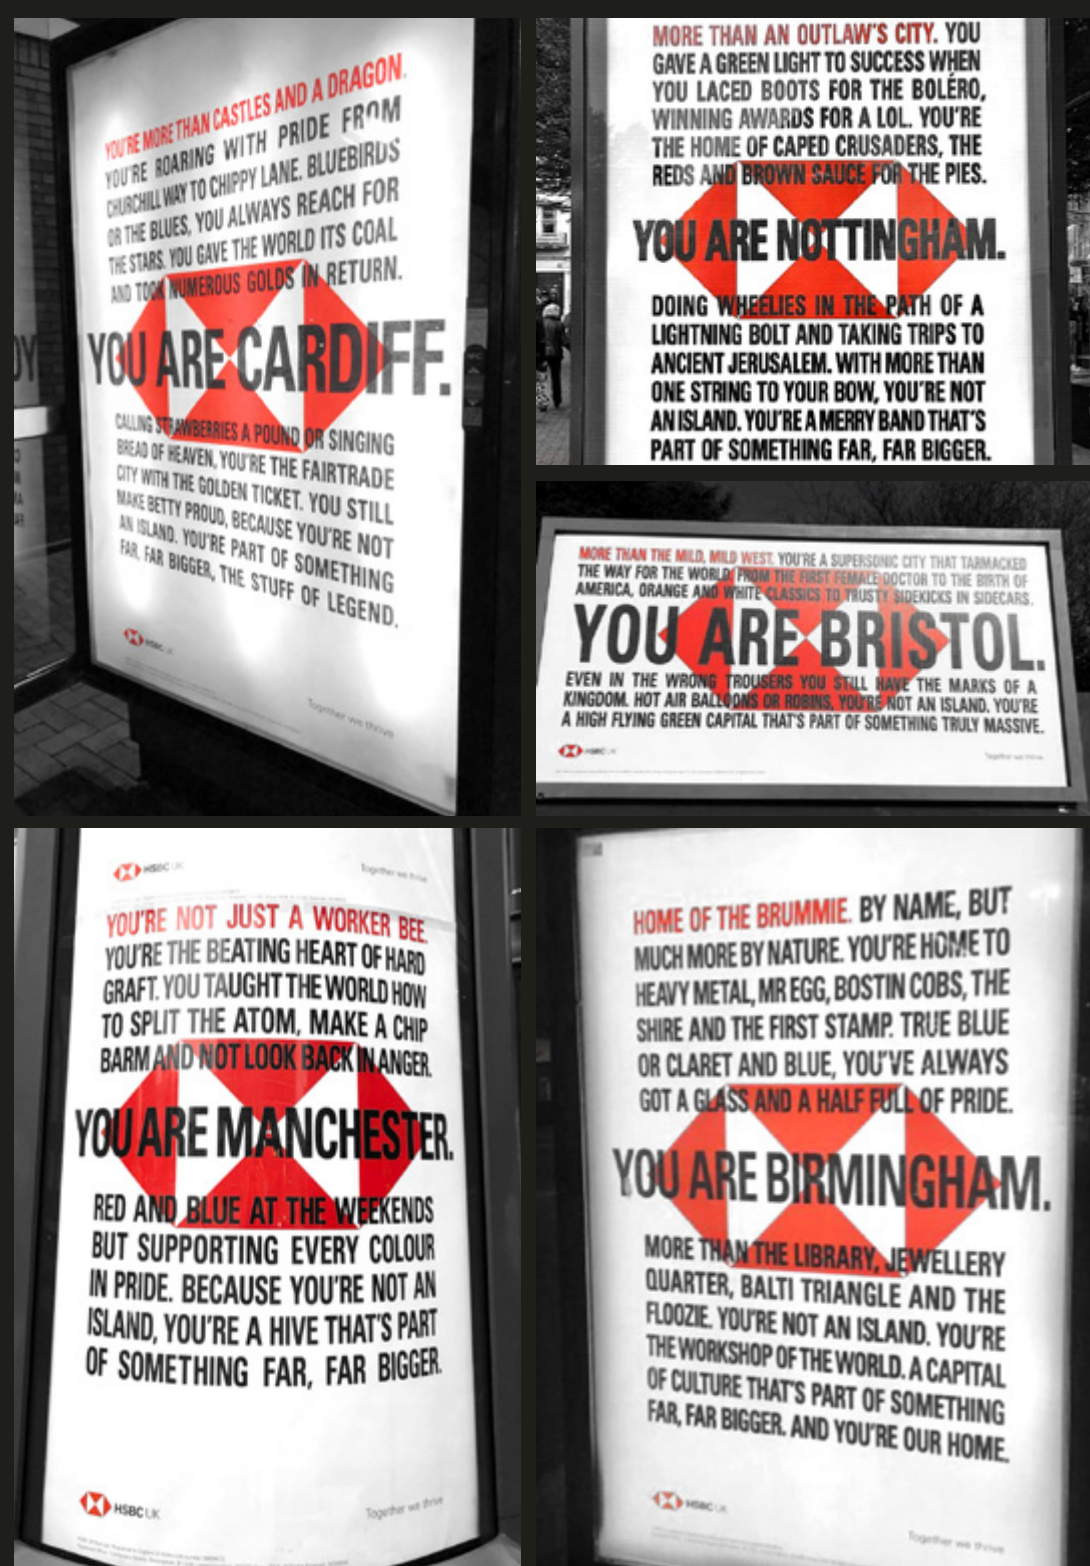 YOU'RE MORE THAN CASTLES AND A DRAGON.
YOU'RE ROARING WITH PRIDE FROM
CHURCHILL WAY TO CHIPPY LANE. BLUEBIRDS
OR THE BLUES, YOU ALWAYS REACH FOR
THE STARS. YOU GAVE THE WORLD ITS COAL
AND TOOK NUMEROUS GOLDS IN RETURN.
YOU ARE CARDIFF.
CALLING STRAWBERRIES A POUND OR SINGING
BREAD OF HEAVEN, YOU'RE THE FAIRTRADE
CITY WITH THE GOLDEN TICKET. YOU STILL
MAKE BETTY PROUD, BECAUSE YOU'RE NOT
AN ISLAND. YOU'RE PART OF SOMETHING
FAR, FAR BIGGER, THE STUFF OF LEGEND.
HSBC UK
Together we thrive
MORE THAN AN OUTLAW'S CITY. YOU
GAVE A GREEN LIGHT TO SUCCESS WHEN
YOU LACED BOOTS FOR THE BOLÉRO,
WINNING AWARDS FOR A LOL. YOU'RE
THE HOME OF CAPED CRUSADERS, THE
REDS AND BROWN SAUCE FOR THE PIES.
YOU ARE NOTTINGHAM.
DOING WHEELIES IN THE PATH OF A
LIGHTNING BOLT AND TAKING TRIPS TO
ANCIENT JERUSALEM. WITH MORE THAN
ONE STRING TO YOUR BOW, YOU'RE NOT
AN ISLAND. YOU'RE A MERRY BAND THAT'S
PART OF SOMETHING FAR, FAR BIGGER.
MORE THAN THE MILD, MILD WEST. YOU'RE A SUPERSONIC CITY THAT TARMACKED
THE WAY FOR THE WORLD. FROM THE FIRST FEMALE DOCTOR TO THE BIRTH OF
AMERICA, ORANGE AND WHITE CLASSICS TO TRUSTY SIDEKICKS IN SIDECARS.
YOU ARE BRISTOL.
EVEN IN THE WRONG TROUSERS YOU STILL HAVE THE MARKS OF A
KINGDOM. HOT AIR BALLOONS OR ROBINS, YOU'RE NOT AN ISLAND. YOU'RE
A HIGH FLYING GREEN CAPITAL THAT'S PART OF SOMETHING TRULY MASSIVE.
HSBC UK
Together we thrive
HSBC UK
Together we thrive
YOU'RE NOT JUST A WORKER BEE.
YOU'RE THE BEATING HEART OF HARD
GRAFT. YOU TAUGHT THE WORLD HOW
TO SPLIT THE ATOM, MAKE A CHIP
BARM AND NOT LOOK BACK IN ANGER.
YOU ARE MANCHESTER.
RED AND BLUE AT THE WEEKENDS
BUT SUPPORTING EVERY COLOUR
IN PRIDE. BECAUSE YOU'RE NOT AN
ISLAND, YOU'RE A HIVE THAT'S PART
OF SOMETHING FAR, FAR BIGGER.
HSBC UK
Together we thrive
HOME OF THE BRUMMIE. BY NAME, BUT
MUCH MORE BY NATURE. YOU'RE HOME TO
HEAVY METAL, MR EGG, BOSTIN COBS, THE
SHIRE AND THE FIRST STAMP. TRUE BLUE
OR CLARET AND BLUE, YOU'VE ALWAYS
GOT A GLASS AND A HALF FULL OF PRIDE.
YOU ARE BIRMINGHAM.
MORE THAN THE LIBRARY, JEWELLERY
QUARTER, BALTI TRIANGLE AND THE
FLOOZIE. YOU'RE NOT AN ISLAND. YOU'RE
THE WORKSHOP OF THE WORLD. A CAPITAL
OF CULTURE THAT'S PART OF SOMETHING
FAR, FAR BIGGER. AND YOU'RE OUR HOME.
HSBC UK
Together we thrive